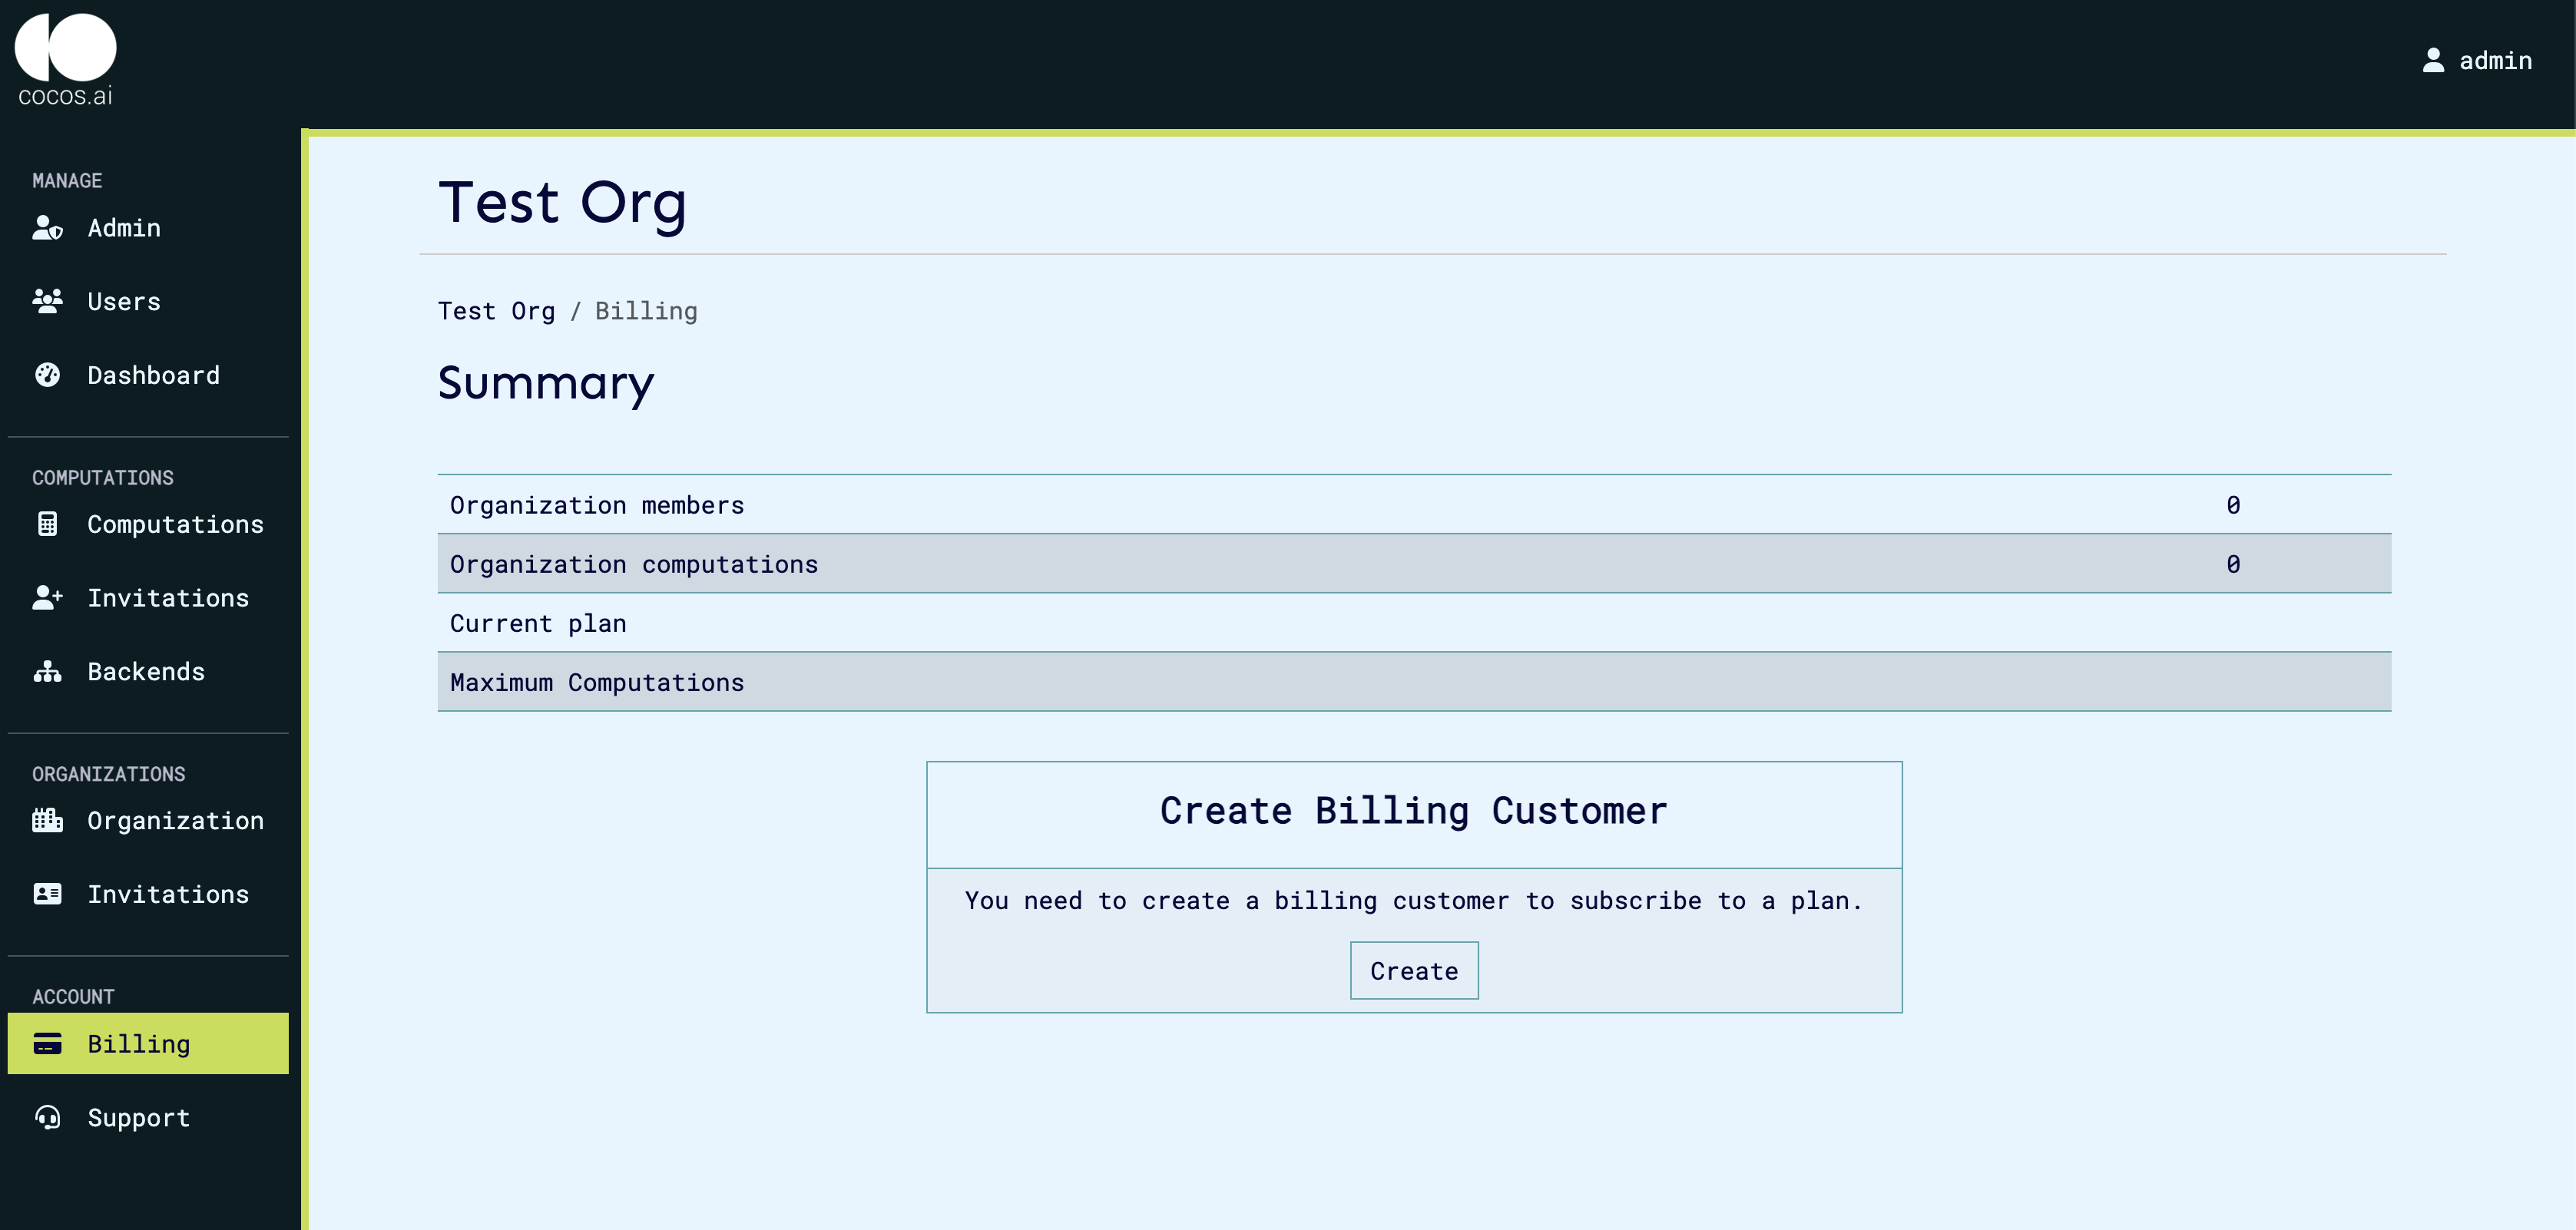 cocos.ai
admin
MANAGE
Admin
Users
Dashboard
COMPUTATIONS
Computations
Invitations
Backends
ORGANIZATIONS
Organization
Invitations
ACCOUNT
Billing
Support
Test Org
Test Org / Billing
Summary
Organization members 0
Organization computations 0
Current plan
Maximum Computations
Create Billing Customer
You need to create a billing customer to subscribe to a plan.
Create